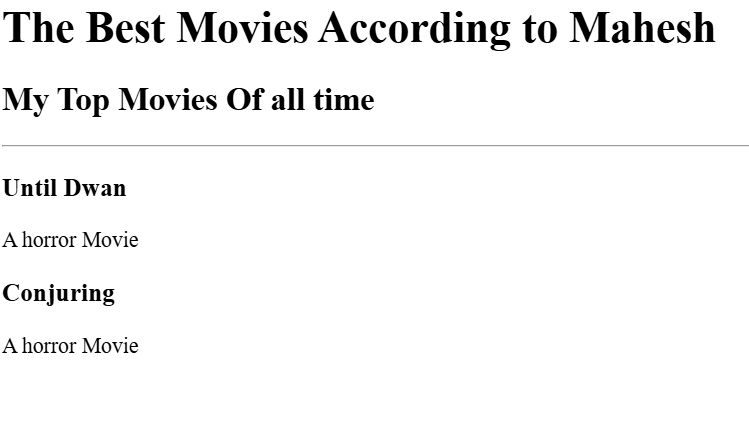 The Best Movies According to Mahesh
My Top Movies Of all time
Until Dwan
A horror Movie
Conjuring
A horror Movie